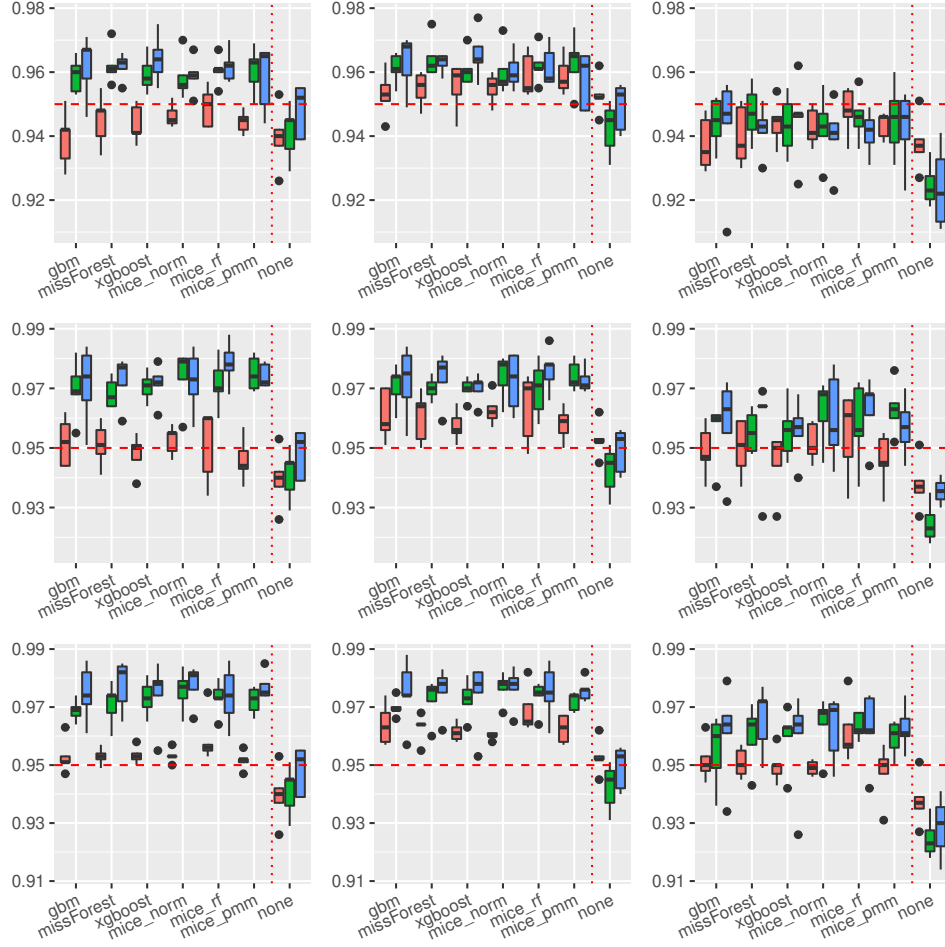 0.98
0.96
0.94
0.92
gbm
missForest
xgboost
mice_norm
mice_rf
mice_pmm
none
0.98
0.96
0.94
0.92
gbm
missForest
xgboost
mice_norm
mice_rf
mice_pmm
none
0.98
0.96
0.94
0.92
gbm
missForest
xgboost
mice_norm
mice_rf
mice_pmm
none
0.99
0.97
0.95
0.93
gbm
missForest
xgboost
mice_norm
mice_rf
mice_pmm
none
0.99
0.97
0.95
0.93
gbm
missForest
xgboost
mice_norm
mice_rf
mice_pmm
none
0.99
0.97
0.95
0.93
gbm
missForest
xgboost
mice_norm
mice_rf
mice_pmm
none
0.99
0.97
0.95
0.93
0.91
gbm
missForest
xgboost
mice_norm
mice_rf
mice_pmm
none
0.99
0.97
0.95
0.93
0.91
gbm
missForest
xgboost
mice_norm
mice_rf
mice_pmm
none
0.99
0.97
0.95
0.93
0.91
gbm
missForest
xgboost
mice_norm
mice_rf
mice_pmm
none